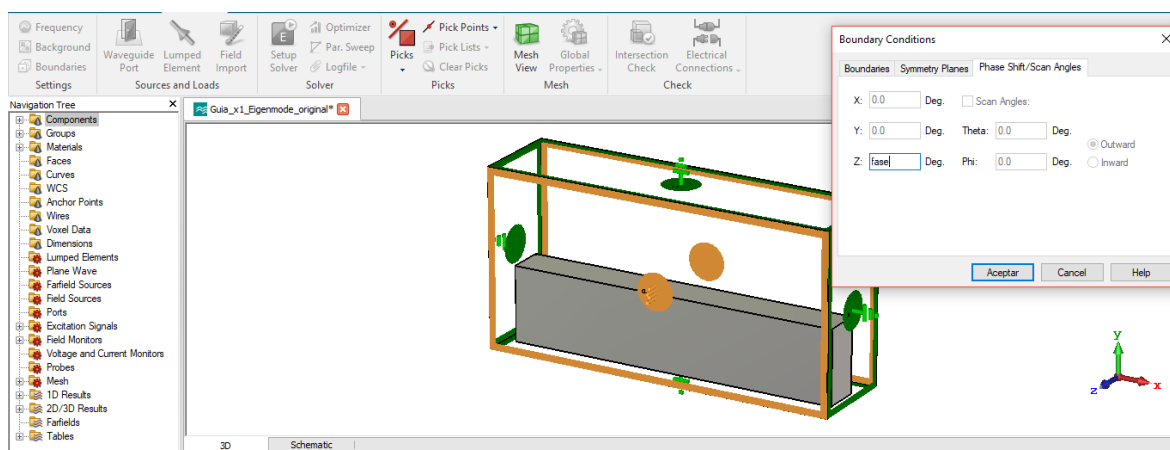 Frequency
Background
Boundaries
Settings
Waveguide Port
Lumped Element
Field Import
Sources and Loads
Setup Solver
Optimizer
Par. Sweep
Logfile
Solver
Picks
Pick Points
Pick Lists
Clear Picks
Picks
Mesh View
Global Properties
Mesh
Intersection Check
Electrical Connections
Check
Boundary Conditions
Boundaries Symmetry Planes Phase Shift/Scan Angles
X: 0.0 Deg. Scan Angles:
Y: 0.0 Deg. Theta: 0.0 Deg.
Outward
Z: fase Deg. Phi: 0.0 Deg.
Inward
Aceptar Cancel Help
Navigation Tree
Components
Groups
Materials
Faces
Curves
WCS
Anchor Points
Wires
Voxel Data
Dimensions
Lumped Elements
Plane Wave
Farfield Sources
Field Sources
Ports
Excitation Signals
Field Monitors
Voltage and Current Monitors
Probes
Mesh
1D Results
2D/3D Results
Farfields
Tables
Guia_x1_Eigenmode_original*
y
z
x
3D Schematic